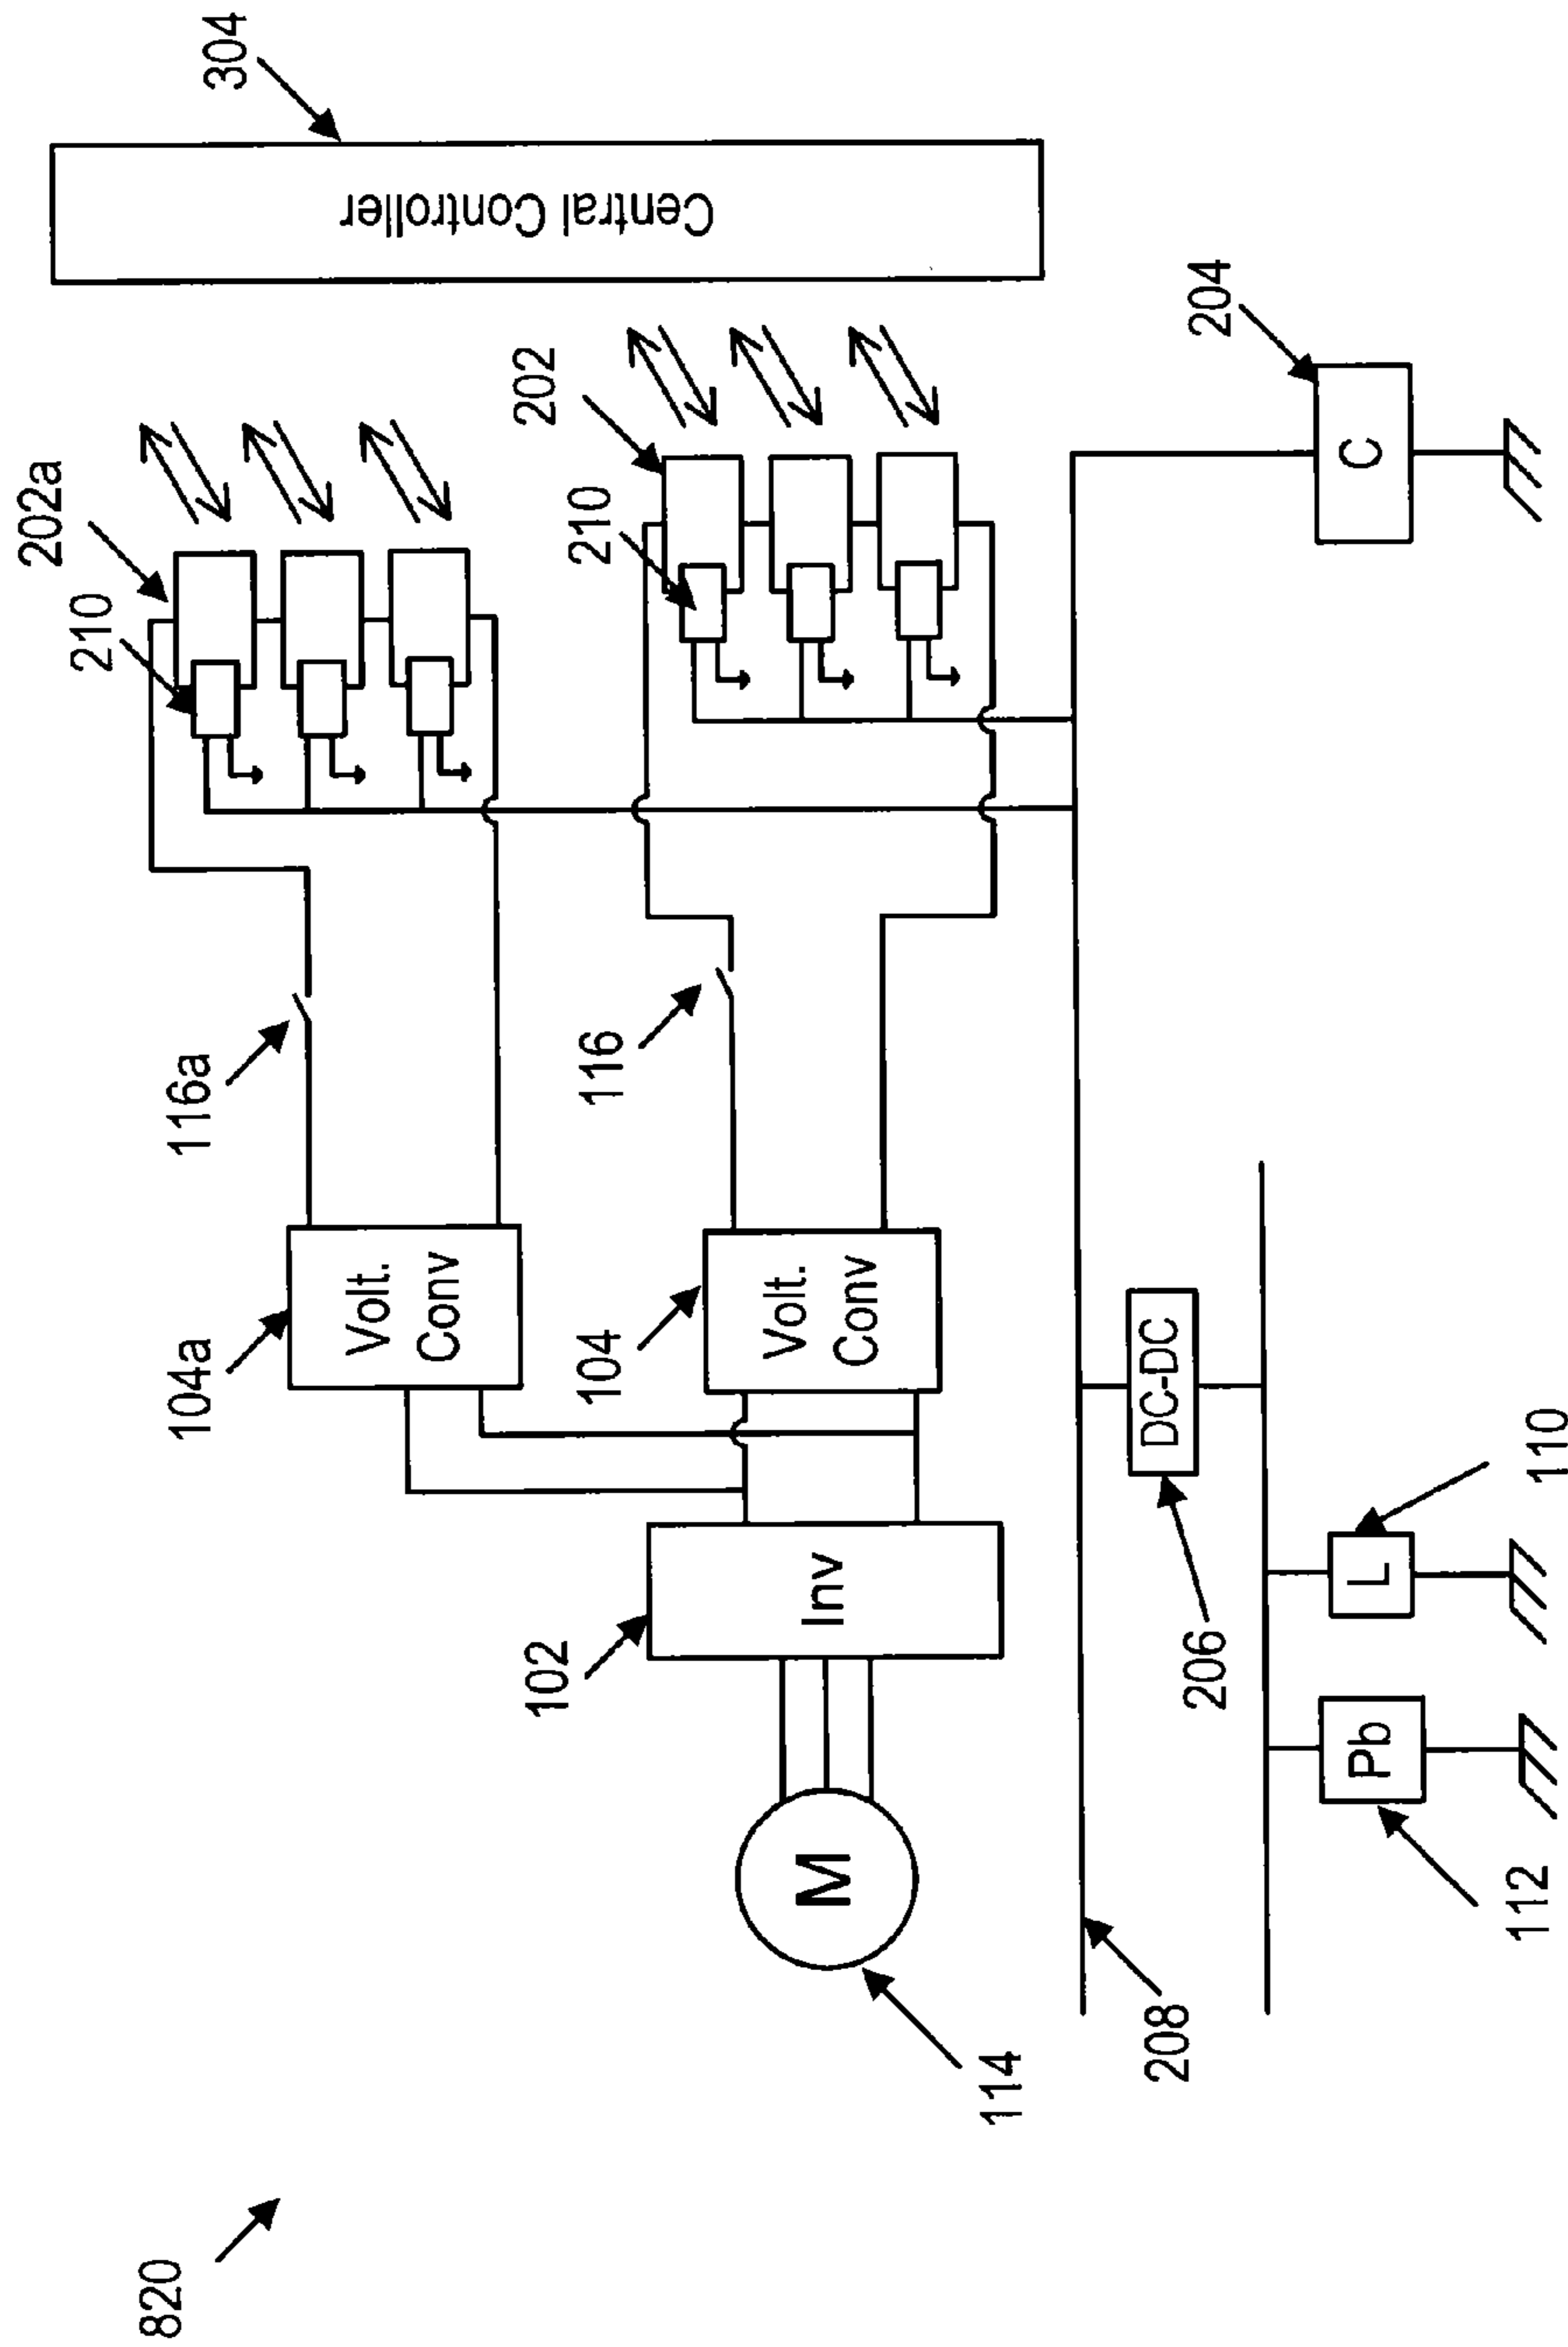 820
202a
210
116a
104a
Volt.
Conv
304
Central Controller
202
210
116
104
Volt.
Conv
102
Inv
M
114
208
204
C
206
DC-DC
110
L
112
Pb